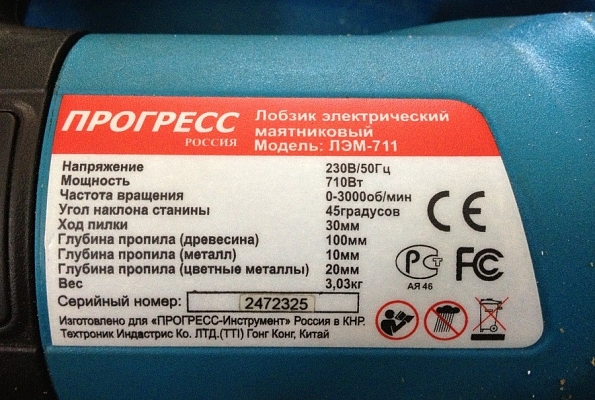 ПРОГРЕСС
РОССИЯ
Лобзик электрический
маятниковый
Модель: ЛЭМ-711
Напряжение 230В/50Гц
Мощность 710Вт
Частота вращения 0-3000об/мин
Угол наклона станины 45градусов
Ход пилки 30мм
Глубина пропила (древесина) 100мм
Глубина пропила (металл) 10мм
Глубина пропила (цветные металлы) 20мм
Вес 3,03кг
CE
РСТ FC
АЯ 46
Серийный номер: 2472325
Изготовлено для «ПРОГРЕСС-Инструмент» Россия в КНР.
Техтроник Индастрис Ко. ЛТД.(TTI) Гонг Конг, Китай